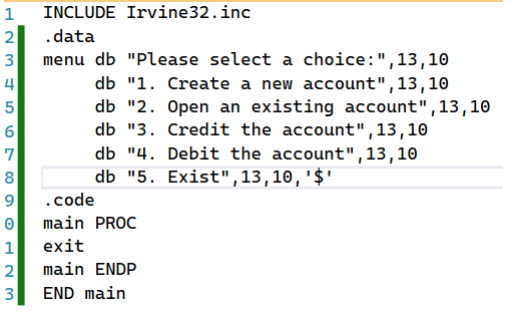 1 INCLUDE Irvine32.inc
2 .data
3 menu db "Please select a choice:",13,10
4 db "1. Create a new account",13,10
5 db "2. Open an existing account",13,10
6 db "3. Credit the account",13,10
7 db "4. Debit the account",13,10
8 db "5. Exist",13,10,'$'
9 .code
0 main PROC
1 exit
2 main ENDP
3 END main